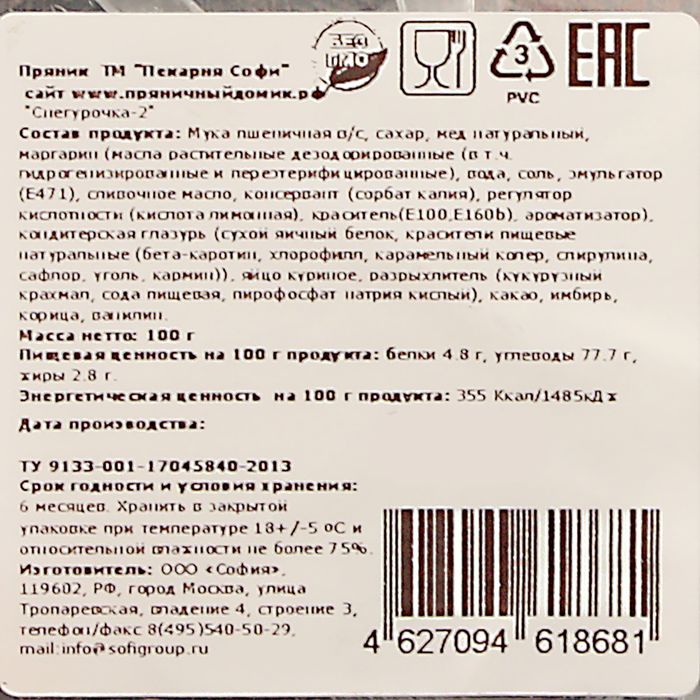 БЕЗ
ГМО
3
PVC
EAC
Пряник ТМ "Пекарня Софи"
сайт www.пряничныйдомик.рф
"Снегурочка-2"
Состав продукта: Мука пшеничная в/с, сахар, мед натуральный,
маргарин (масла растительные дезодорированные (в т.ч.
гидрогенизированные и переэтерифицированные), вода, соль, эмульгатор
(Е471), сливочное масло, консервант (сорбат калия), регулятор
кислотности (кислота лимонная), краситель(Е100,Е160b), ароматизатор),
кондитерская глазурь (сухой яичный белок, красители пищевые
натуральные (бета-каротин, хлорофилл, карамельный колер, спирулина,
сафлор, уголь, кармин)), яйцо куриное, разрыхлитель (кукурузный
крахмал, сода пищевая, пирофосфат натрия кислый), какао, имбирь,
корица, ванилин.
Масса нетто: 100 г
Пищевая ценность на 100 г продукта: белки 4.8 г, углеводы 77.7 г,
жиры 2.8 г.
Энергетическая ценность на 100 г продукта: 355 Ккал/1485кДж
Дата производства:
ТУ 9133-001-17045840-2013
Срок годности и условия хранения:
6 месяцев. Хранить в закрытой
упаковке при температуре 18+/-5 оС и
относительной влажности не более 75%.
Изготовитель: ООО «София»,
119602, РФ, город Москва, улица
Тропаревская, владение 4, строение 3,
телефон/факс 8(495)540-50-29,
mail:info@sofigroup.ru
4 627094 618681